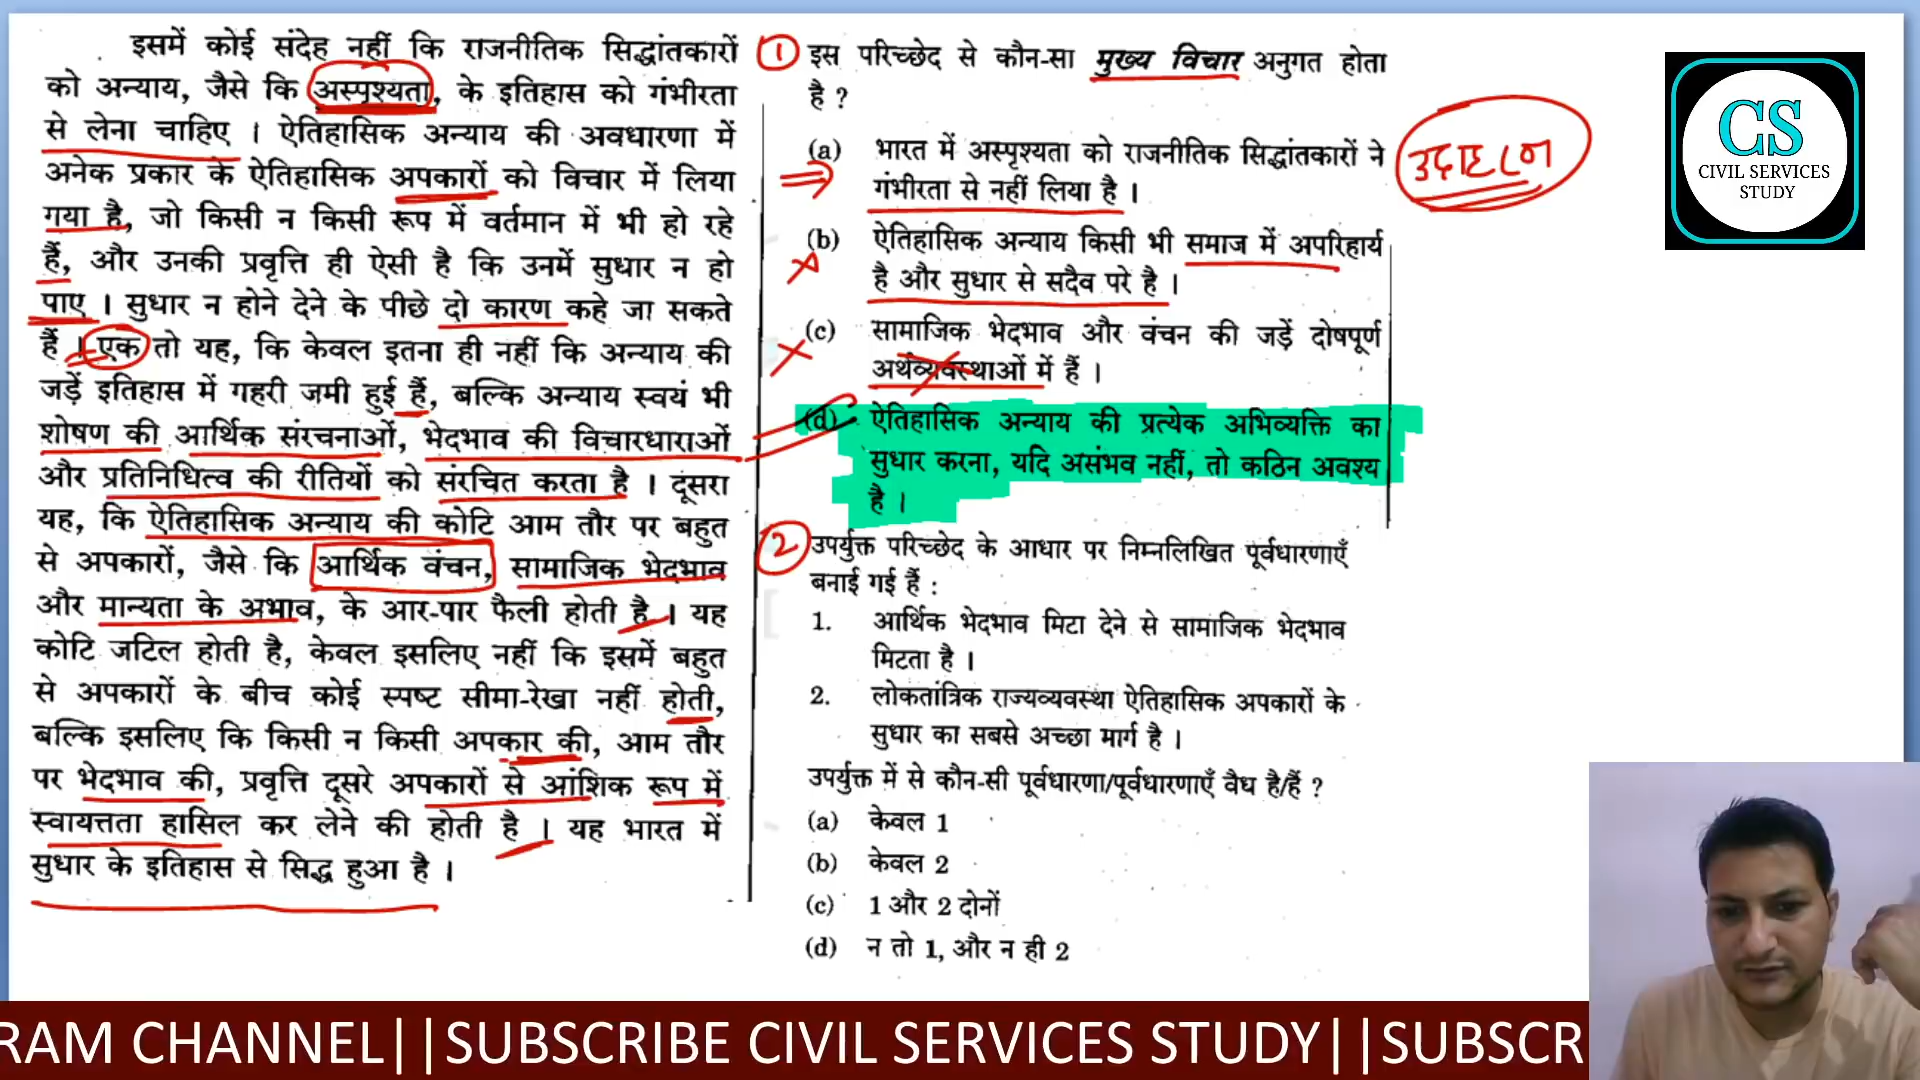 इसमें कोई संदेह नहीं कि राजनीतिक सिद्धांतकारों
को अन्याय, जैसे कि अस्पृश्यता, के इतिहास को गंभीरता
से लेना चाहिए । ऐतिहासिक अन्याय की अवधारणा में
अनेक प्रकार के ऐतिहासिक अपकारों को विचार में लिया
गया है, जो किसी न किसी रूप में वर्तमान में भी हो रहे
हैं, और उनकी प्रवृत्ति ही ऐसी है कि उनमें सुधार न हो
पाए । सुधार न होने देने के पीछे दो कारण कहे जा सकते
हैं । एक तो यह, कि केवल इतना ही नहीं कि अन्याय की
जड़ें इतिहास में गहरी जमी हुई हैं, बल्कि अन्याय स्वयं भी
शोषण की आर्थिक संरचनाओं, भेदभाव की विचारधाराओं
और प्रतिनिधित्व की रीतियों को संरचित करता है । दूसरा
यह, कि ऐतिहासिक अन्याय की कोटि आम तौर पर बहुत
से अपकारों, जैसे कि आर्थिक वंचन, सामाजिक भेदभाव
और मान्यता के अभाव, के आर-पार फैली होती है । यह
कोटि जटिल होती है, केवल इसलिए नहीं कि इसमें बहुत
से अपकारों के बीच कोई स्पष्ट सीमा-रेखा नहीं होती,
बल्कि इसलिए कि किसी न किसी अपकार की, आम तौर
पर भेदभाव की, प्रवृत्ति दूसरे अपकारों से आंशिक रूप में
स्वायत्तता हासिल कर लेने की होती है । यह भारत में
सुधार के इतिहास से सिद्ध हुआ है ।
1 इस परिच्छेद से कौन-सा मुख्य विचार अनुगत होता
है ?
(a) भारत में अस्पृश्यता को राजनीतिक सिद्धांतकारों ने
गंभीरता से नहीं लिया है ।
उदाहरण
(b) ऐतिहासिक अन्याय किसी भी समाज में अपरिहार्य
है और सुधार से सदैव परे है ।
(c) सामाजिक भेदभाव और वंचन की जड़ें दोषपूर्ण
अर्थव्यवस्थाओं में हैं ।
(d) ऐतिहासिक अन्याय की प्रत्येक अभिव्यक्ति का
सुधार करना, यदि असंभव नहीं, तो कठिन अवश्य
है ।
2 उपर्युक्त परिच्छेद के आधार पर निम्नलिखित पूर्वधारणाएँ
बनाई गई हैं :
1. आर्थिक भेदभाव मिटा देने से सामाजिक भेदभाव
मिटता है ।
2. लोकतांत्रिक राज्यव्यवस्था ऐतिहासिक अपकारों के
सुधार का सबसे अच्छा मार्ग है ।
उपर्युक्त में से कौन-सी पूर्वधारणा/पूर्वधारणाएँ वैध है/हैं ?
(a) केवल 1
(b) केवल 2
(c) 1 और 2 दोनों
(d) न तो 1, और न ही 2
CS
CIVIL SERVICES
STUDY
RAM CHANNEL||SUBSCRIBE CIVIL SERVICES STUDY||SUBSCR